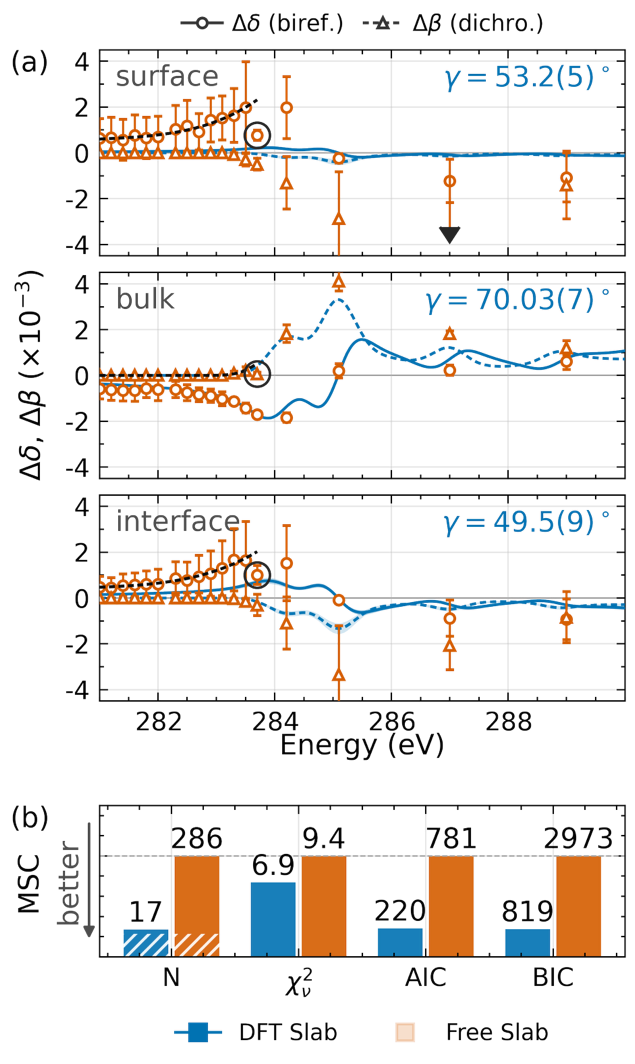 Δδ (biref.) Δβ (dichro.)
(a)
surface
γ = 53.2(5)°
4
2
0
-2
-4
bulk
γ = 70.03(7)°
4
2
0
-2
-4
interface
γ = 49.5(9)°
4
2
0
-2
-4
Δδ, Δβ (×10⁻³)
282 284 286 288
Energy (eV)
(b)
MSC
better
286 9.4 781 2973
17 6.9 220 819
N χ²ᵥ AIC BIC
DFT Slab Free Slab